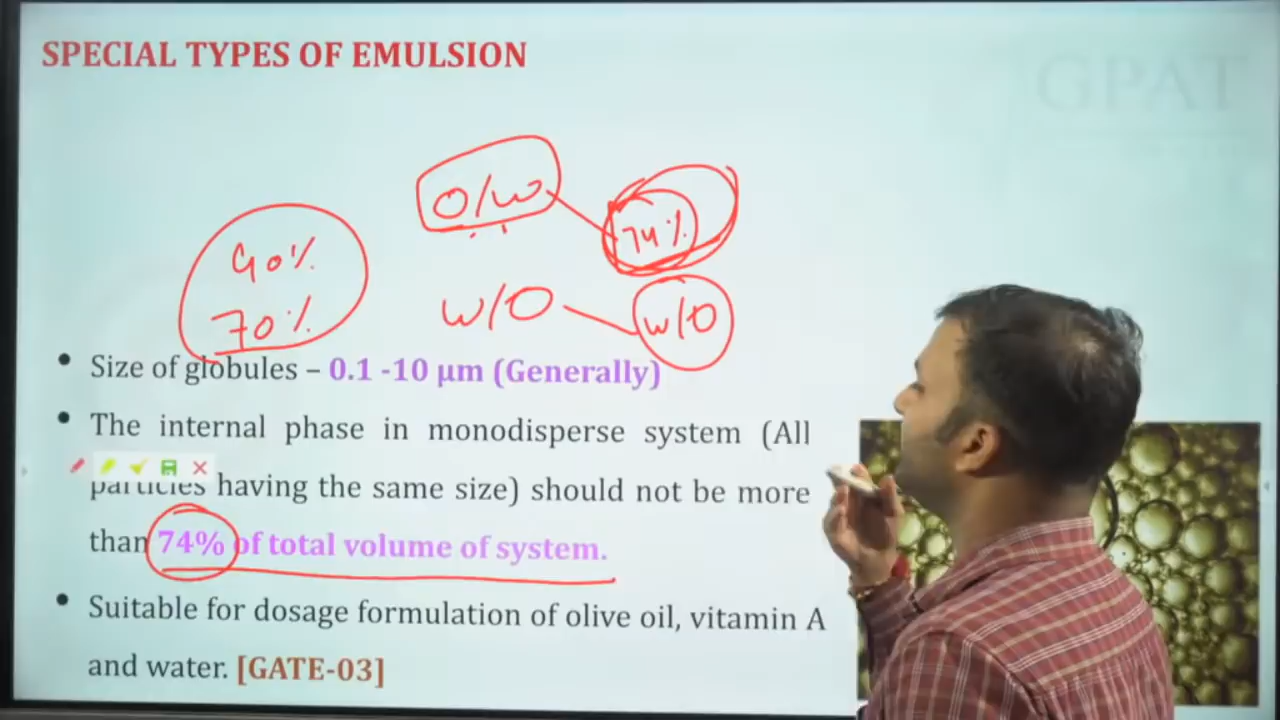 SPECIAL TYPES OF EMULSION
GPAT
O/W
74%
90%
70%
W/O
W/O
• Size of globules – 0.1 -10 µm (Generally)
• The internal phase in monodisperse system (All
particles having the same size) should not be more
than 74% of total volume of system.
• Suitable for dosage formulation of olive oil, vitamin A
and water. [GATE-03]